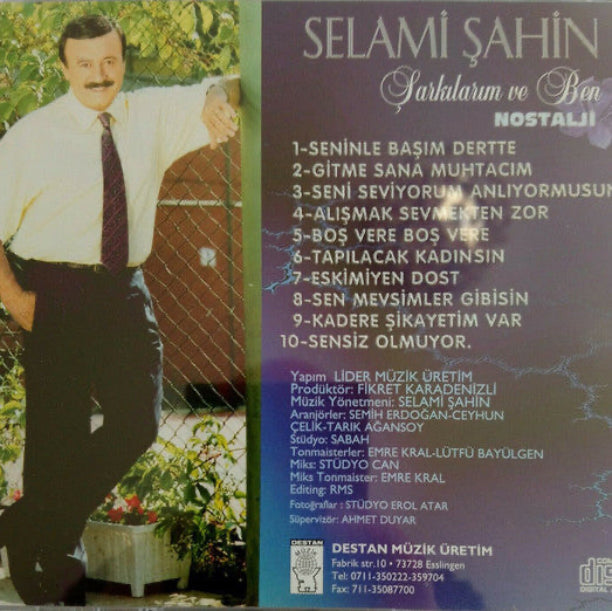 SELAMİ ŞAHİN
Şarkılarım ve Ben
NOSTALJİ
1-SENİNLE BAŞIM DERTTE
2-GİTME SANA MUHTACIM
3-SENİ SEVİYORUM ANLIYORMUSUN
4-ALIŞMAK SEVMEKTEN ZOR
5-BOŞ VERE BOŞ VERE
6-TAPILACAK KADINSIN
7-ESKİMİYEN DOST
8-SEN MEVSİMLER GİBİSİN
9-KADERE ŞİKAYETİM VAR
10-SENSİZ OLMUYOR.
Yapım LİDER MÜZİK ÜRETİM
Prodüktör: FİKRET KARADENİZLİ
Müzik Yönetmeni: SELAMİ ŞAHİN
Aranjörler: SEMİH ERDOĞAN-CEYHUN
ÇELİK-TARIK AĞANSOY
Stüdyo: SABAH
Tonmaisterler: EMRE KRAL-LÜTFÜ BAYÜLGEN
Miks: STÜDYO CAN
Miks Tonmaister: EMRE KRAL
Editing: RMS
Fotoğraflar : STÜDYO EROL ATAR
Süpervizör: AHMET DUYAR
DESTAN
MÜZİK
DESTAN MÜZİK ÜRETİM
Fabrik str.10 • 73728 Esslingen
Tel: 0711-350222-359704
Fax: 711-35087700